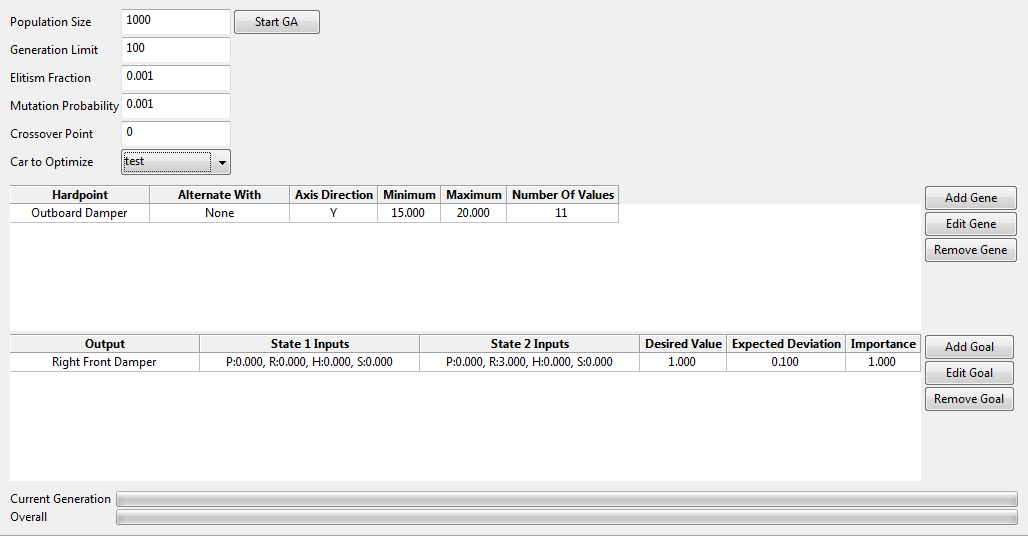 Population Size 1000 Start GA
Generation Limit 100
Elitism Fraction 0.001
Mutation Probability 0.001
Crossover Point 0
Car to Optimize test
Hardpoint Alternate With Axis Direction Minimum Maximum Number Of Values
Outboard Damper None Y 15.000 20.000 11
Add Gene
Edit Gene
Remove Gene
Output State 1 Inputs State 2 Inputs Desired Value Expected Deviation Importance
Right Front Damper P:0.000, R:0.000, H:0.000, S:0.000 P:0.000, R:3.000, H:0.000, S:0.000 1.000 0.100 1.000
Add Goal
Edit Goal
Remove Goal
Current Generation
Overall